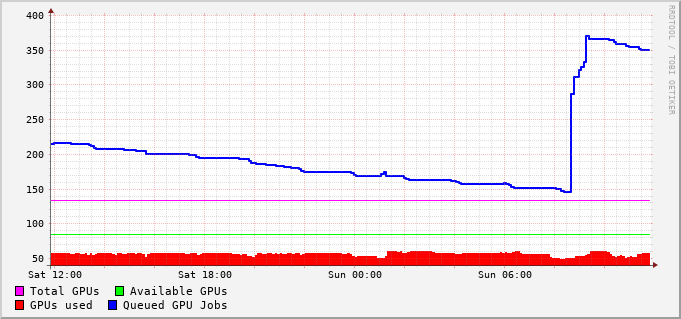 400
350
300
250
200
150
100
50
Sat 12:00 Sat 18:00 Sun 00:00 Sun 06:00
Total GPUs Available GPUs
GPUs used Queued GPU Jobs
RRDTOOL / TOBI OETIKER